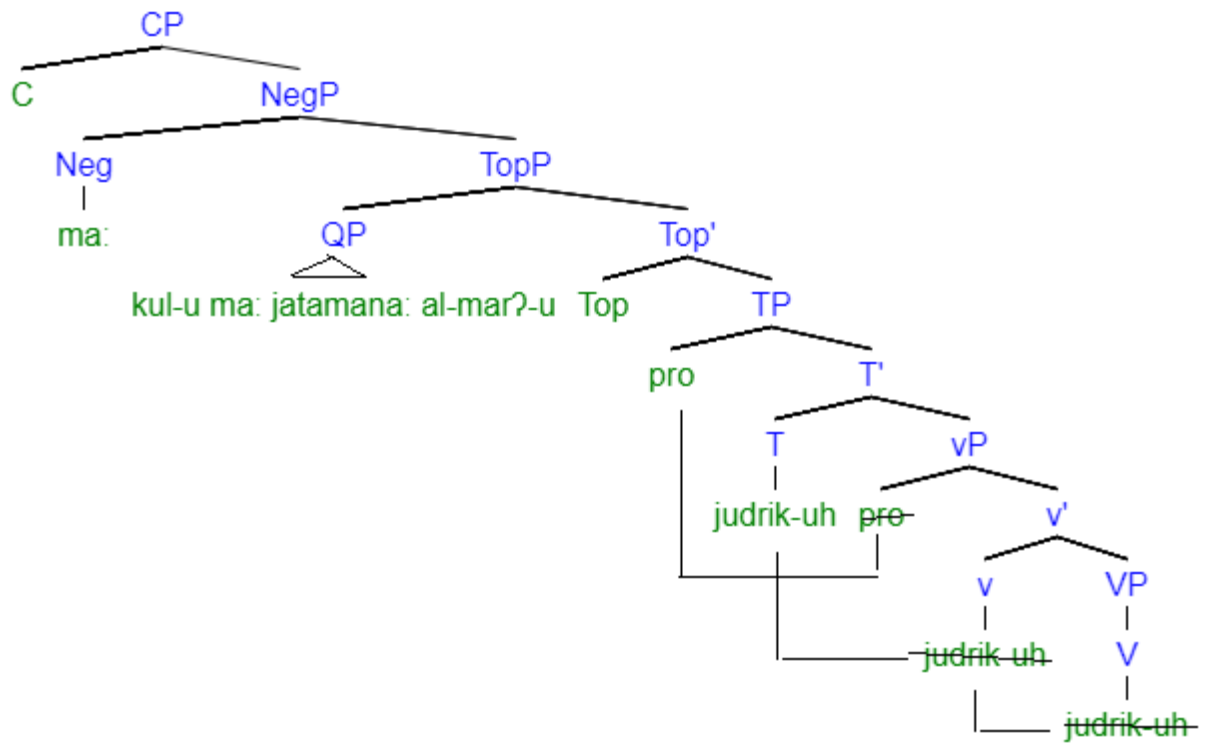 CP
C NegP
Neg TopP
ma: QP Top'
kul-u ma: jatamana: al-marʔ-u Top TP
pro T'
T vP
judrik-uh pro v'
v VP
judrik-uh V
judrik-uh